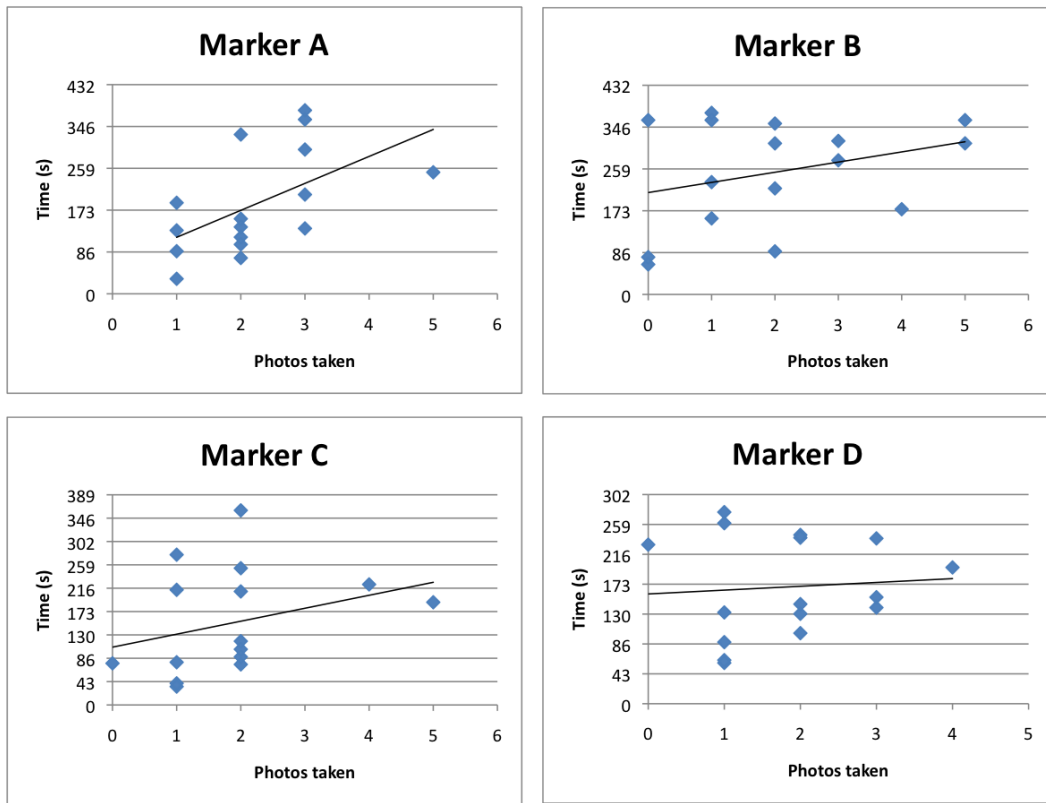 Marker A
432
346
259
173
86
0
Time (s)
0 1 2 3 4 5 6
Photos taken
Marker B
432
346
259
173
86
0
Time (s)
0 1 2 3 4 5 6
Photos taken
Marker C
389
346
302
259
216
173
130
86
43
0
Time (s)
0 1 2 3 4 5 6
Photos taken
Marker D
302
259
216
173
130
86
43
0
Time (s)
0 1 2 3 4 5
Photos taken